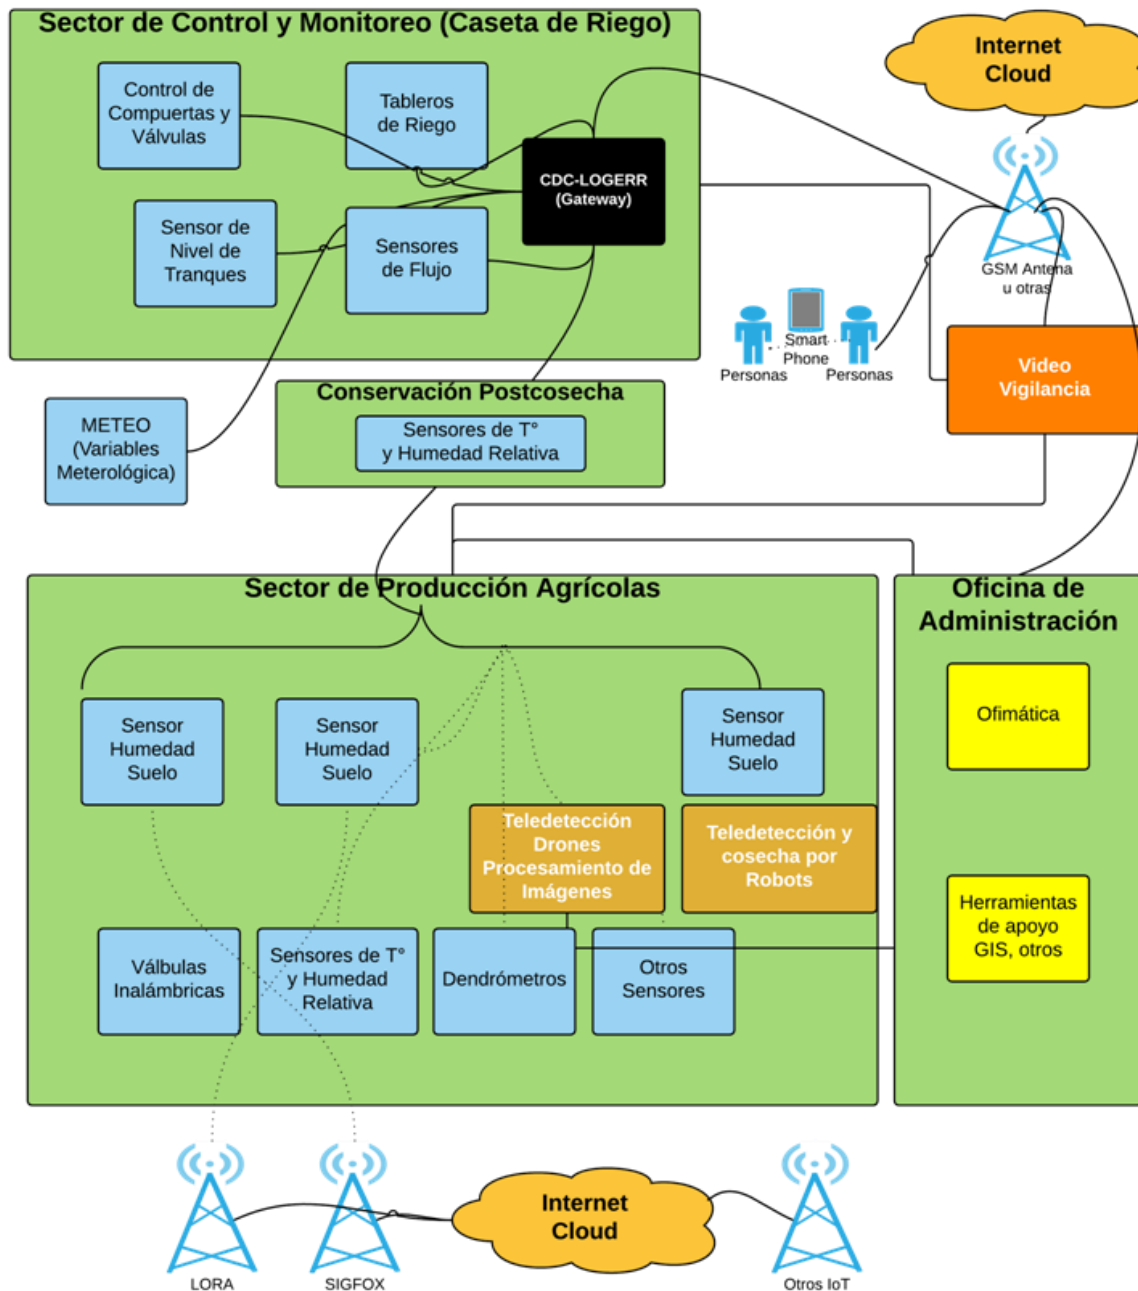 Sector de Control y Monitoreo (Caseta de Riego)
Internet
Cloud
Control de
Compuertas y
Válvulas
Tableros
de Riego
CDC-LOGERR
(Gateway)
Sensor de
Nivel de
Tranques
Sensores
de Flujo
GSM Antena
u otras
Smart
Phone
Personas
Personas
Video
Vigilancia
Conservación Postcosecha
Sensores de T°
y Humedad Relativa
METEO
(Variables
Meterológica)
Sector de Producción Agrícolas
Oficina de
Administración
Sensor
Humedad
Suelo
Sensor
Humedad
Suelo
Sensor
Humedad
Suelo
Ofimática
Teledetección
Drones
Procesamiento de
Imágenes
Teledetección y
cosecha por
Robots
Herramientas
de apoyo
GIS, otros
Válbulas
Inalámbricas
Sensores de T°
y Humedad
Relativa
Dendrómetros
Otros
Sensores
Internet
Cloud
LORA
SIGFOX
Otros IoT